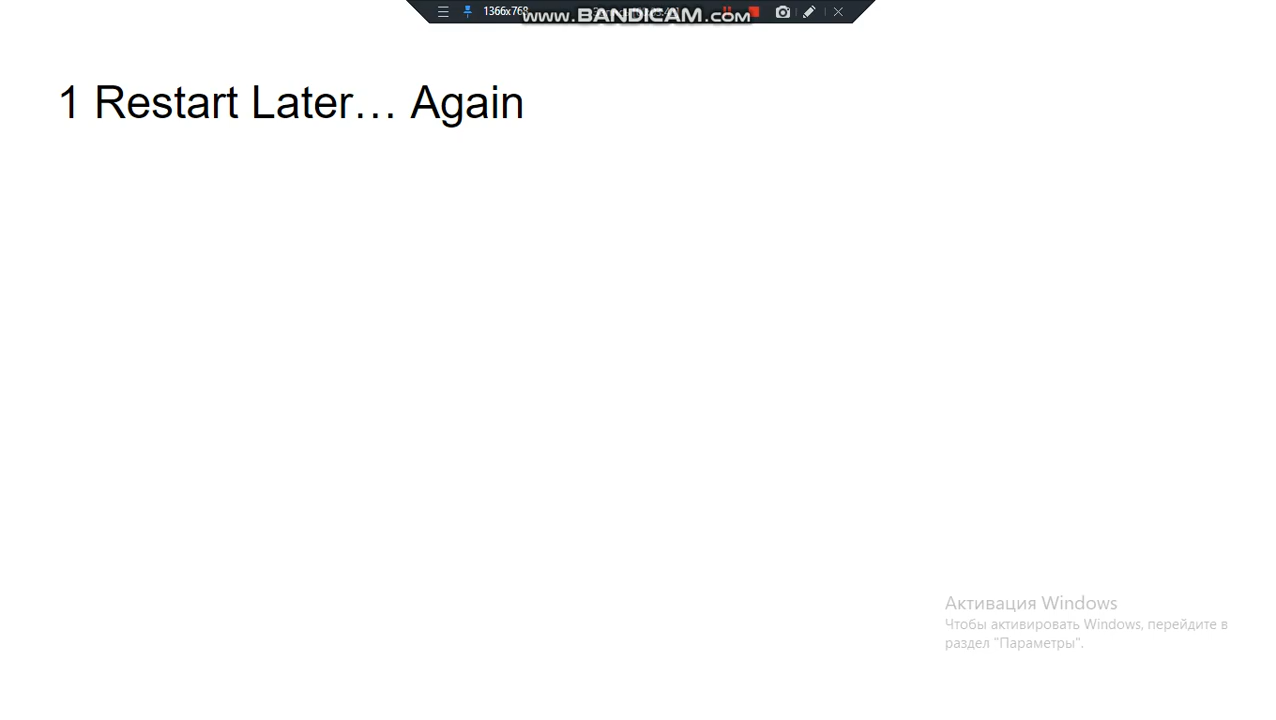 1366x768
www.BANDICAM.com
1 Restart Later… Again
Активация Windows
Чтобы активировать Windows, перейдите в
раздел "Параметры".